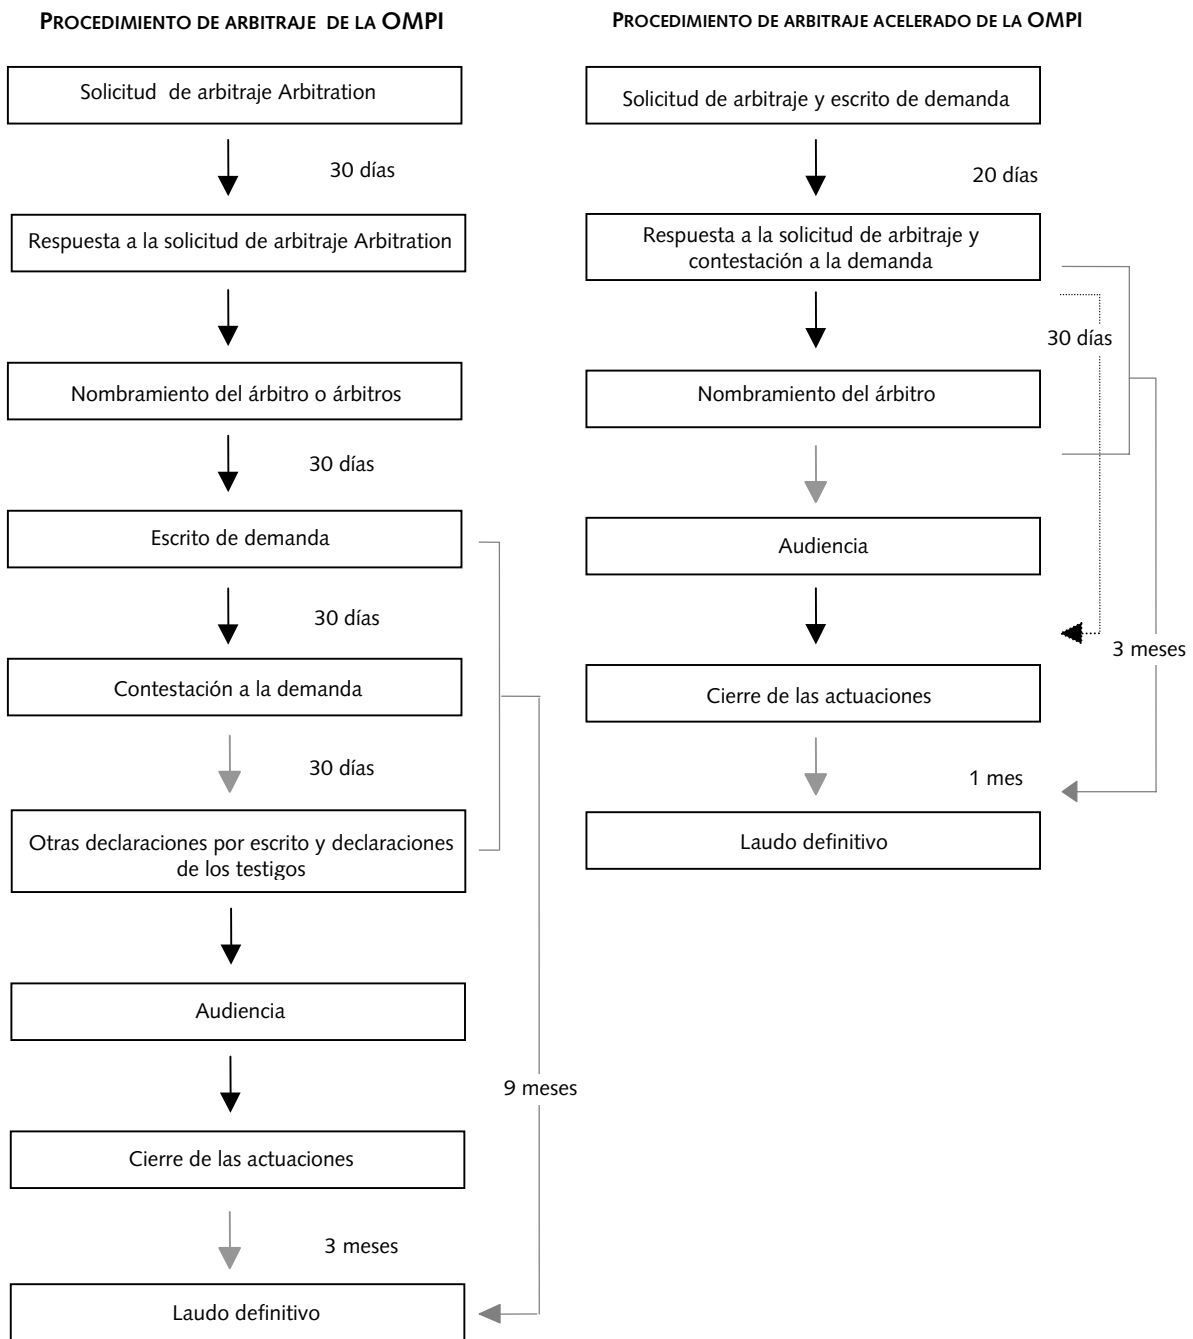 PROCEDIMIENTO DE ARBITRAJE DE LA OMPI
Solicitud de arbitraje Arbitration
30 días
Respuesta a la solicitud de arbitraje Arbitration
Nombramiento del árbitro o árbitros
30 días
Escrito de demanda
30 días
Contestación a la demanda
30 días
Otras declaraciones por escrito y declaraciones
de los testigos
Audiencia
9 meses
Cierre de las actuaciones
3 meses
Laudo definitivo
PROCEDIMIENTO DE ARBITRAJE ACELERADO DE LA OMPI
Solicitud de arbitraje y escrito de demanda
20 días
Respuesta a la solicitud de arbitraje y
contestación a la demanda
30 días
Nombramiento del árbitro
Audiencia
3 meses
Cierre de las actuaciones
1 mes
Laudo definitivo